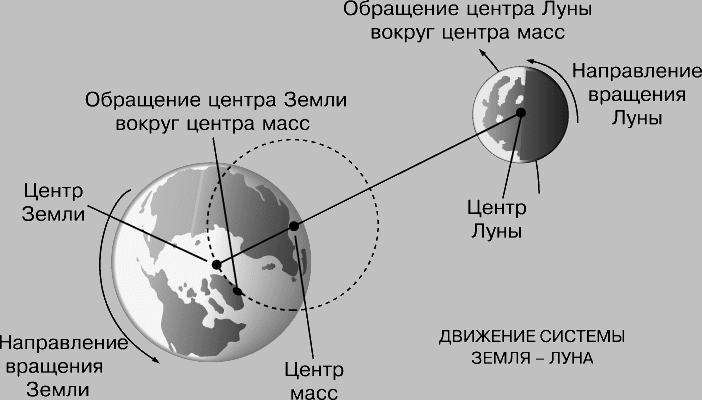 Обращение центра Луны
вокруг центра масс
Направление
вращения
Луны
Обращение центра Земли
вокруг центра масс
Центр
Земли
Центр
Луны
Направление
вращения
Земли
Центр
масс
ДВИЖЕНИЕ СИСТЕМЫ
ЗЕМЛЯ – ЛУНА